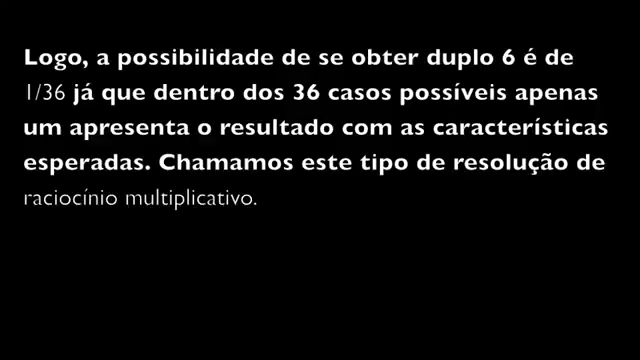 Logo, a possibilidade de se obter duplo 6 é de
1/36 já que dentro dos 36 casos possíveis apenas
um apresenta o resultado com as características
esperadas. Chamamos este tipo de resolução de
raciocínio multiplicativo.